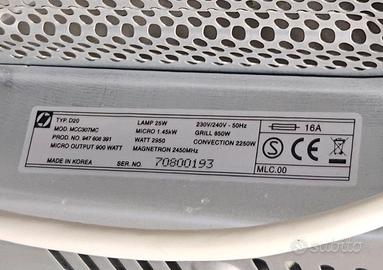 TYP. D20 LAMP 25W 230V/240V - 50Hz 16A
MOD. MCC307MC MICRO 1.45kW GRILL 850W
PROD. NO. 947 600 391 WATT 2950 CONVECTION 2250W
MICRO OUTPUT 900 WATT MAGNETRON 2450MHz
MADE IN KOREA SER. NO. 70800193 MLC.00
subito